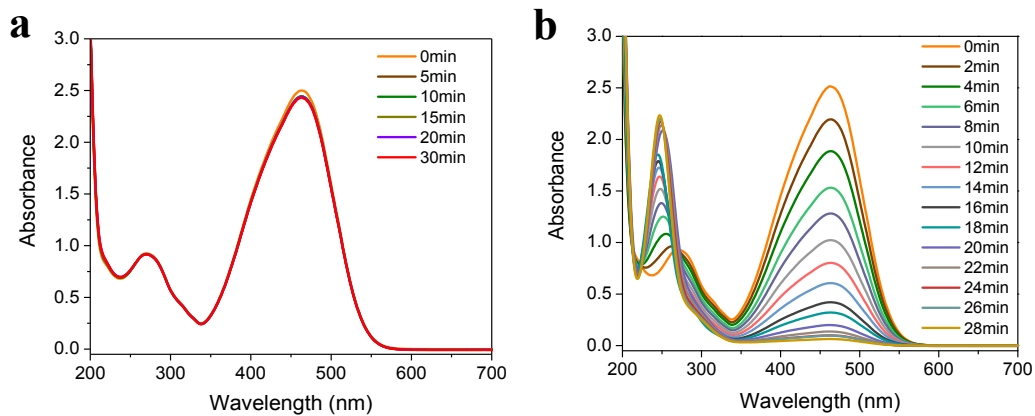 a
3.0
2.5
2.0
1.5
1.0
0.5
0.0
Absorbance
200 300 400 500 600 700
Wavelength (nm)
0min
5min
10min
15min
20min
30min
b
3.0
2.5
2.0
1.5
1.0
0.5
0.0
Absorbance
200 300 400 500 600 700
Wavelength (nm)
0min
2min
4min
6min
8min
10min
12min
14min
16min
18min
20min
22min
24min
26min
28min